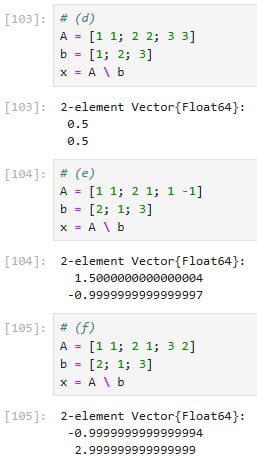 [103]: # (d)
A = [1 1; 2 2; 3 3]
b = [1; 2; 3]
x = A \ b
[103]: 2-element Vector{Float64}:
0.5
0.5
[104]: # (e)
A = [1 1; 2 1; 1 -1]
b = [2; 1; 3]
x = A \ b
[104]: 2-element Vector{Float64}:
1.5000000000000004
-0.9999999999999997
[105]: # (f)
A = [1 1; 2 1; 3 2]
b = [2; 1; 3]
x = A \ b
[105]: 2-element Vector{Float64}:
-0.9999999999999994
2.999999999999999